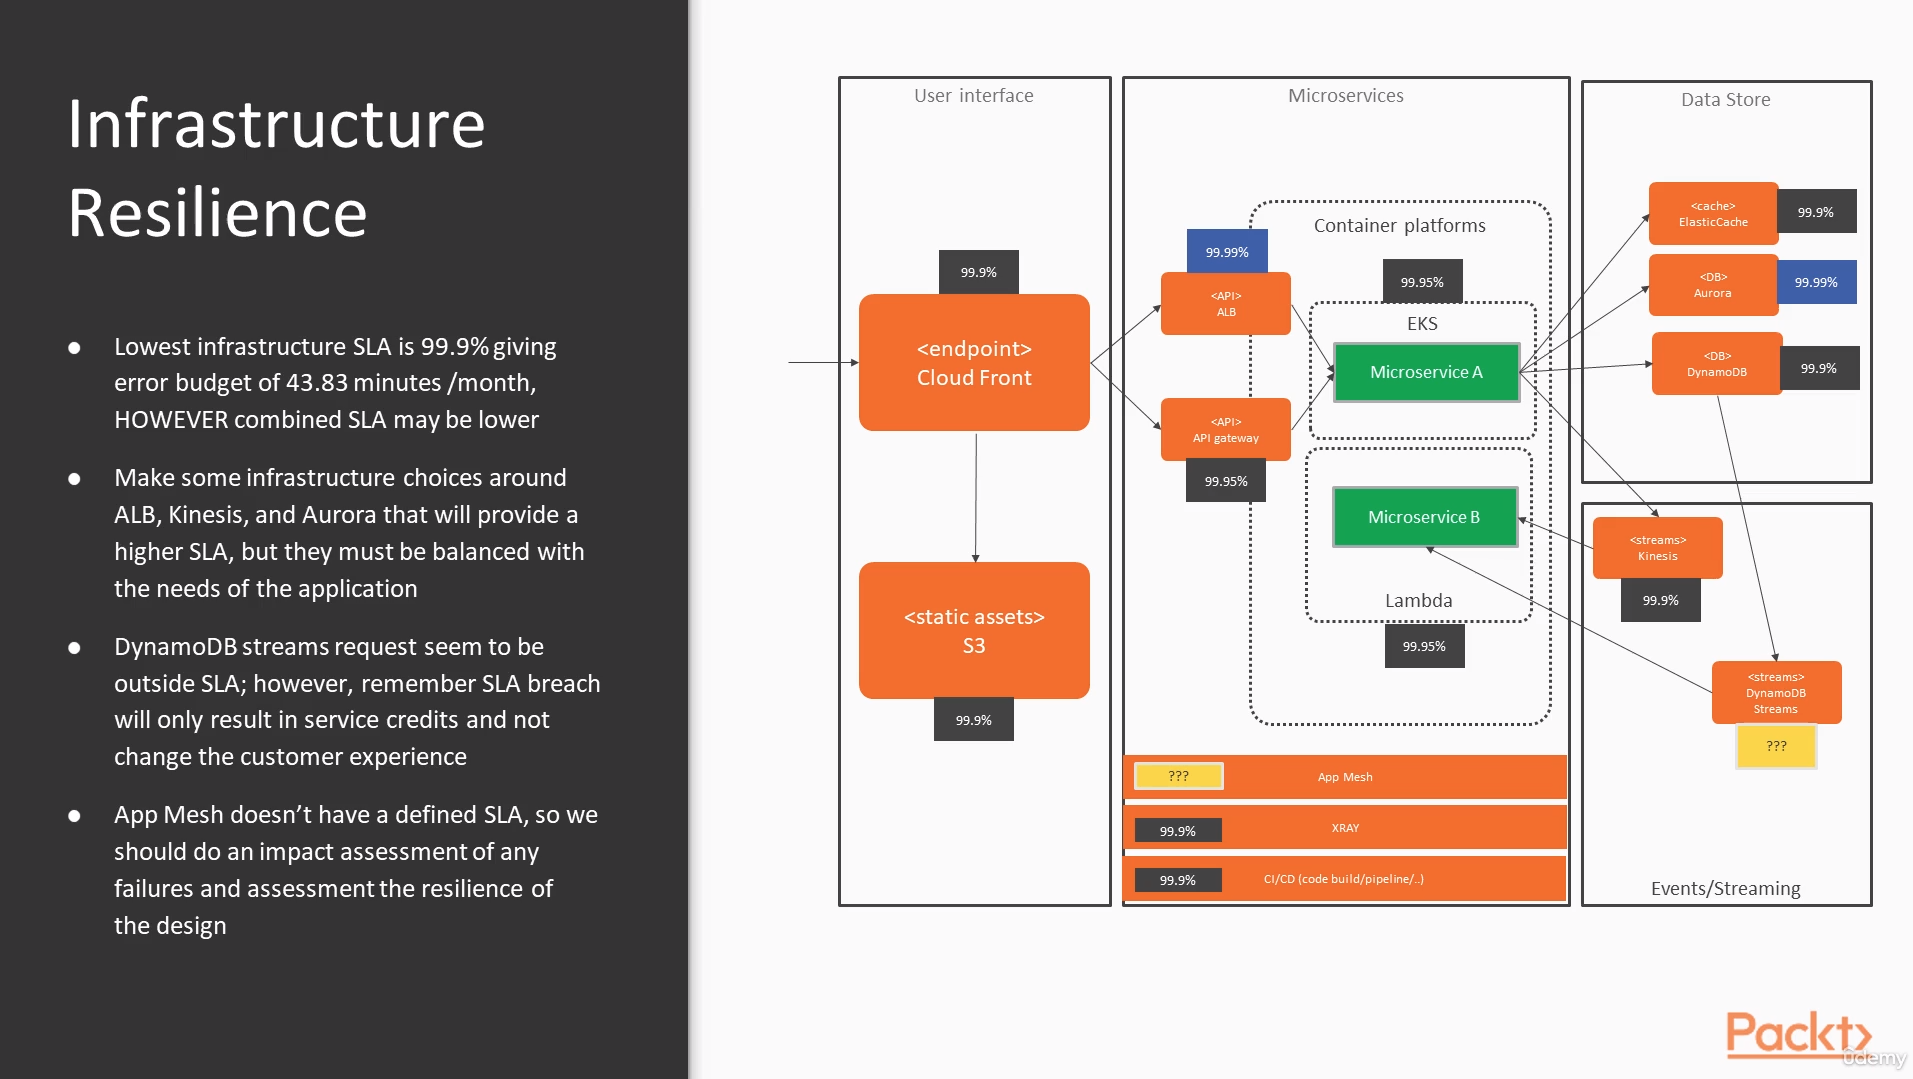 Infrastructure
Resilience
● Lowest infrastructure SLA is 99.9% giving
error budget of 43.83 minutes /month,
HOWEVER combined SLA may be lower
● Make some infrastructure choices around
ALB, Kinesis, and Aurora that will provide a
higher SLA, but they must be balanced with
the needs of the application
● DynamoDB streams request seem to be
outside SLA; however, remember SLA breach
will only result in service credits and not
change the customer experience
● App Mesh doesn’t have a defined SLA, so we
should do an impact assessment of any
failures and assessment the resilience of
the design
User interface
99.9%
<endpoint>
Cloud Front
<static assets>
S3
99.9%
Microservices
Container platforms
99.99%
<API>
ALB
<API>
API gateway
99.95%
99.95%
EKS
Microservice A
Microservice B
Lambda
99.95%
??? App Mesh
99.9% XRAY
99.9% CI/CD (code build/pipeline/..)
Data Store
<cache>
ElasticCache
99.9%
<DB>
Aurora
99.99%
<DB>
DynamoDB
99.9%
<streams>
Kinesis
99.9%
<streams>
DynamoDB
Streams
???
Events/Streaming
Packt
ûdemy